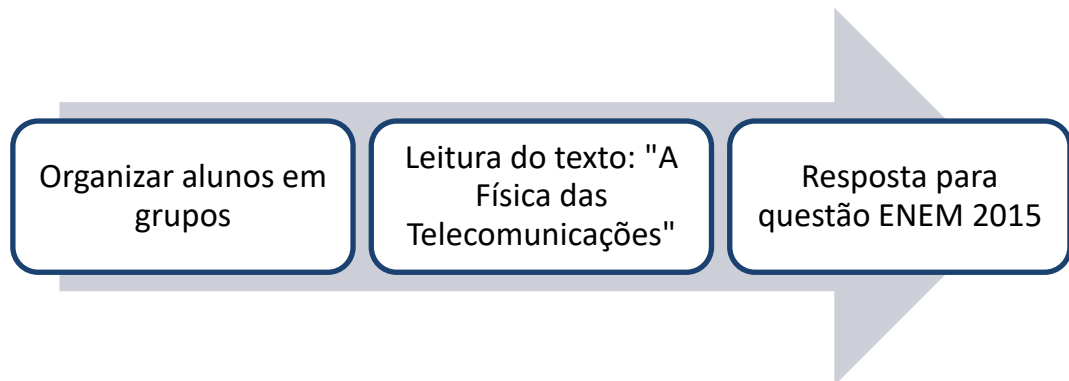 Organizar alunos em
grupos
Leitura do texto: "A
Física das
Telecomunicações"
Resposta para
questão ENEM 2015